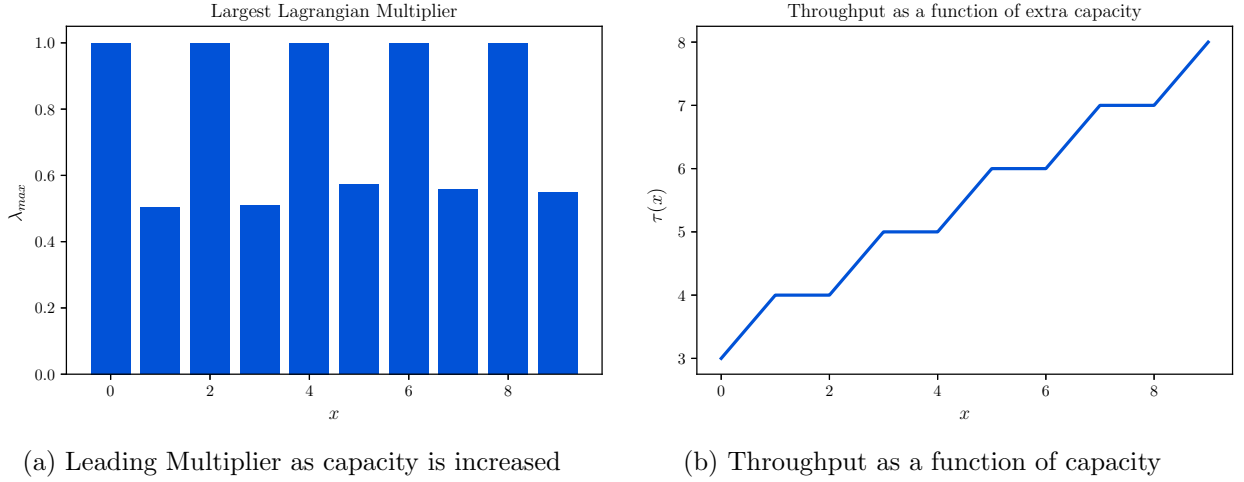 Largest Lagrangian Multiplier
1.0
0.8
0.6
0.4
0.2
0.0
λmax
0 2 4 6 8
x
(a) Leading Multiplier as capacity is increased
Throughput as a function of extra capacity
8
7
6
5
4
3
τ(x)
0 2 4 6 8
x
(b) Throughput as a function of capacity